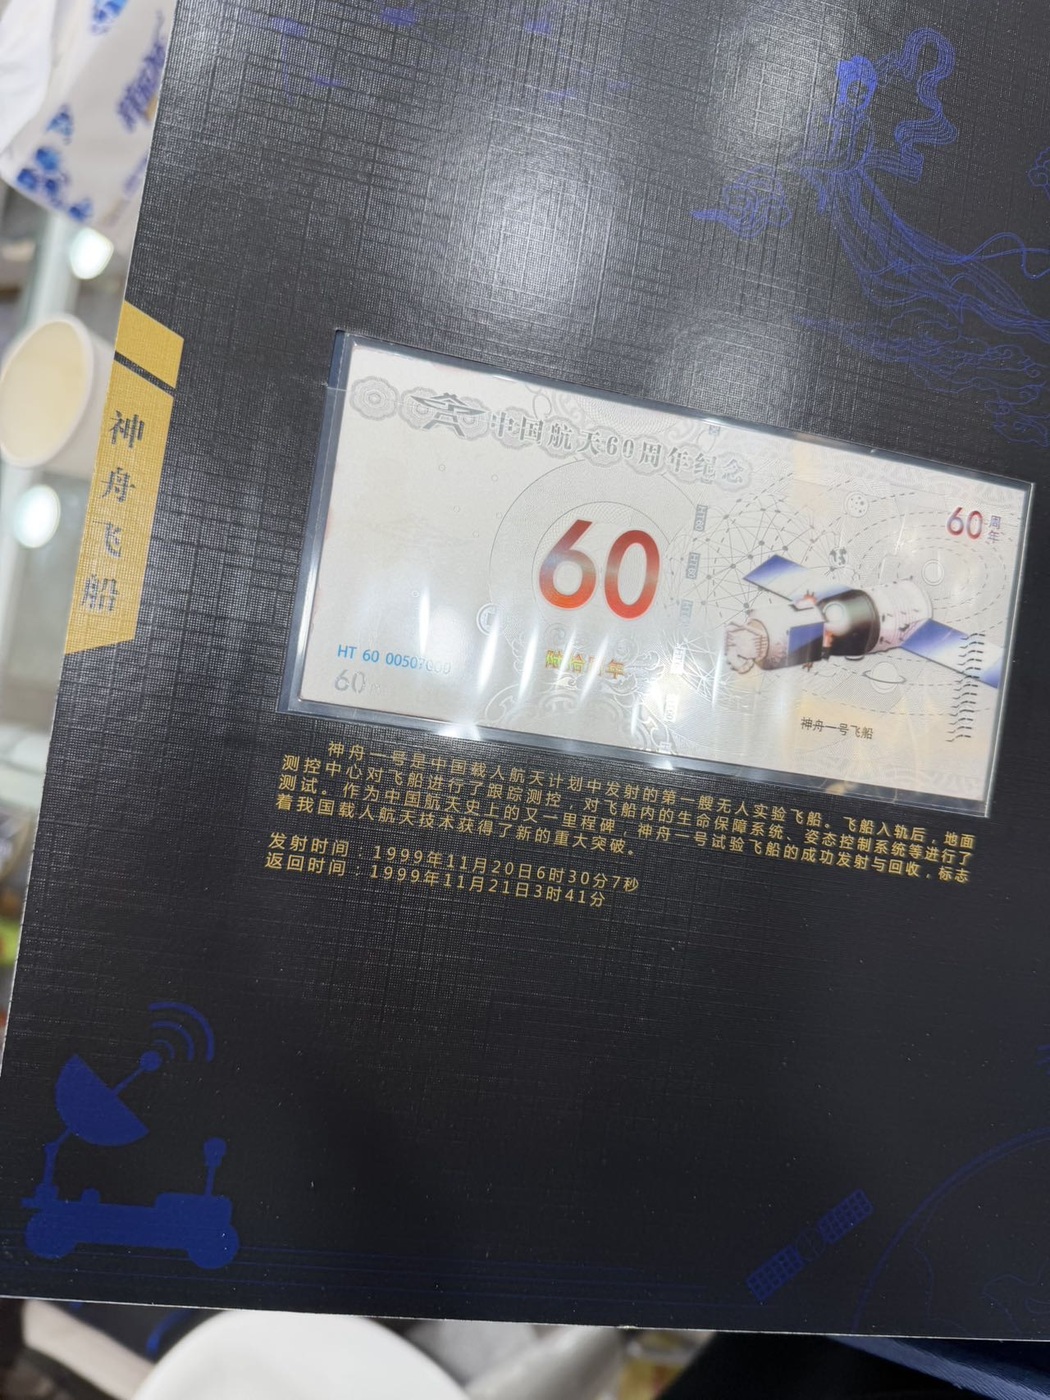 神舟飞船
中国航天60周年纪念
60周年
60
HT 60 00507
60
神舟一号飞船
神舟一号是中国载人航天计划中发射的第一艘无人实验飞船。飞船入轨后，地面
测控中心对飞船进行了跟踪测控，对飞船内的生命保障系统、姿态控制系统等进行了
测试。作为中国航天史上的又一里程碑，神舟一号试验飞船的成功发射与回收，标志
着我国载人航天技术获得了新的重大突破。
发射时间：1999年11月20日6时30分7秒
返回时间：1999年11月21日3时41分